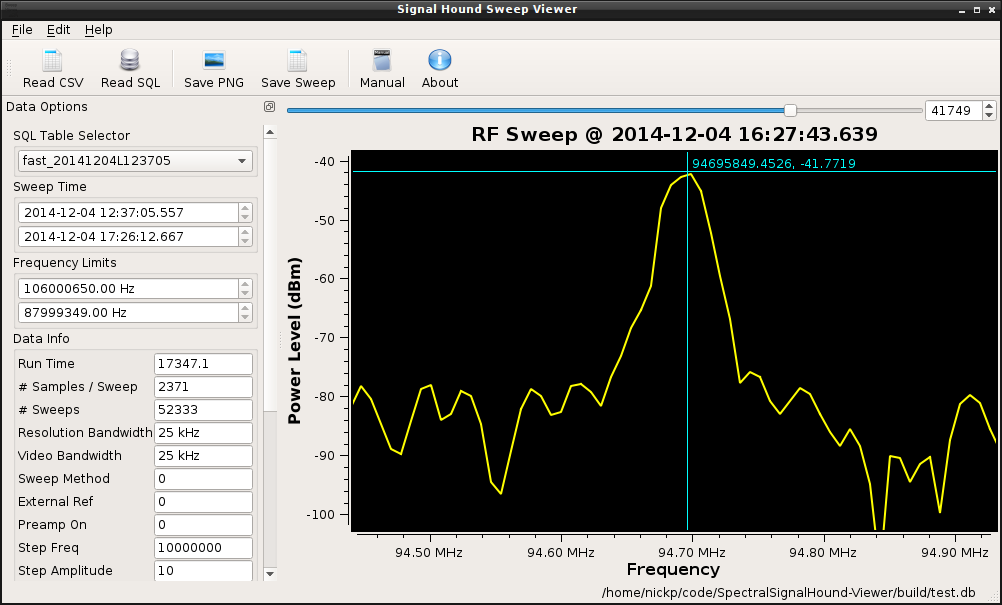 Signal Hound Sweep Viewer
File Edit Help
Read CSV Read SQL Save PNG Save Sweep Manual About
Data Options
41749
SQL Table Selector
fast_20141204L123705
Sweep Time
2014-12-04 12:37:05.557
2014-12-04 17:26:12.667
Frequency Limits
106000650.00 Hz
87999349.00 Hz
Data Info
Run Time 17347.1
# Samples / Sweep 2371
# Sweeps 52333
Resolution Bandwidth 25 kHz
Video Bandwidth 25 kHz
Sweep Method 0
External Ref 0
Preamp On 0
Step Freq 10000000
Step Amplitude 10
RF Sweep @ 2014-12-04 16:27:43.639
94695849.4526, -41.7719
Power Level (dBm)
-40
-50
-60
-70
-80
-90
-100
94.50 MHz 94.60 MHz 94.70 MHz 94.80 MHz 94.90 MHz
Frequency
/home/nickp/code/SpectralSignalHound-Viewer/build/test.db